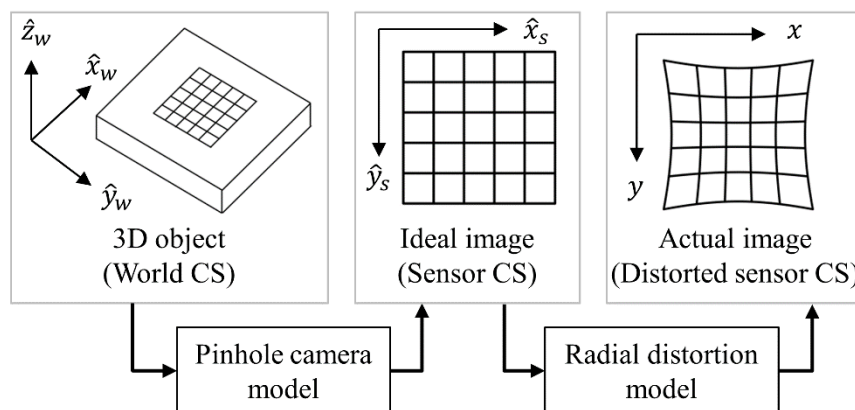 ẑ_w
x̂_w
ŷ_w
3D object
(World CS)
x̂_s
ŷ_s
Ideal image
(Sensor CS)
x
y
Actual image
(Distorted sensor CS)
Pinhole camera
model
Radial distortion
model